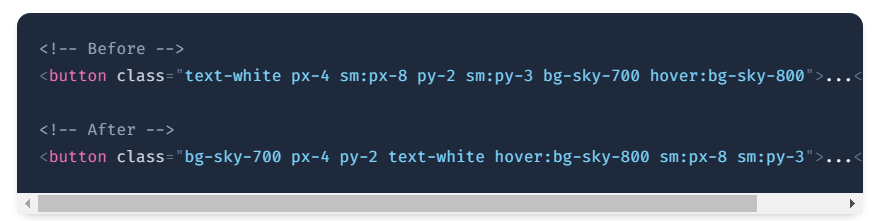 <!-- Before -->
<button class="text-white px-4 sm:px-8 py-2 sm:py-3 bg-sky-700 hover:bg-sky-800">...<
<!-- After -->
<button class="bg-sky-700 px-4 py-2 text-white hover:bg-sky-800 sm:px-8 sm:py-3">...<